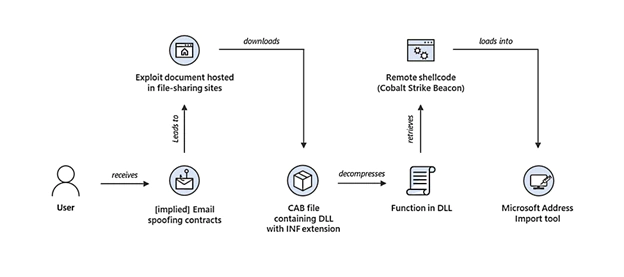 downloads
loads into
Exploit document hosted
in file-sharing sites
Remote shellcode
(Cobalt Strike Beacon)
Leads to
retrieves
receives
decompresses
User
[implied] Email
spoofing contracts
CAB file
containing DLL
with INF extension
Function in DLL
Microsoft Address
Import tool